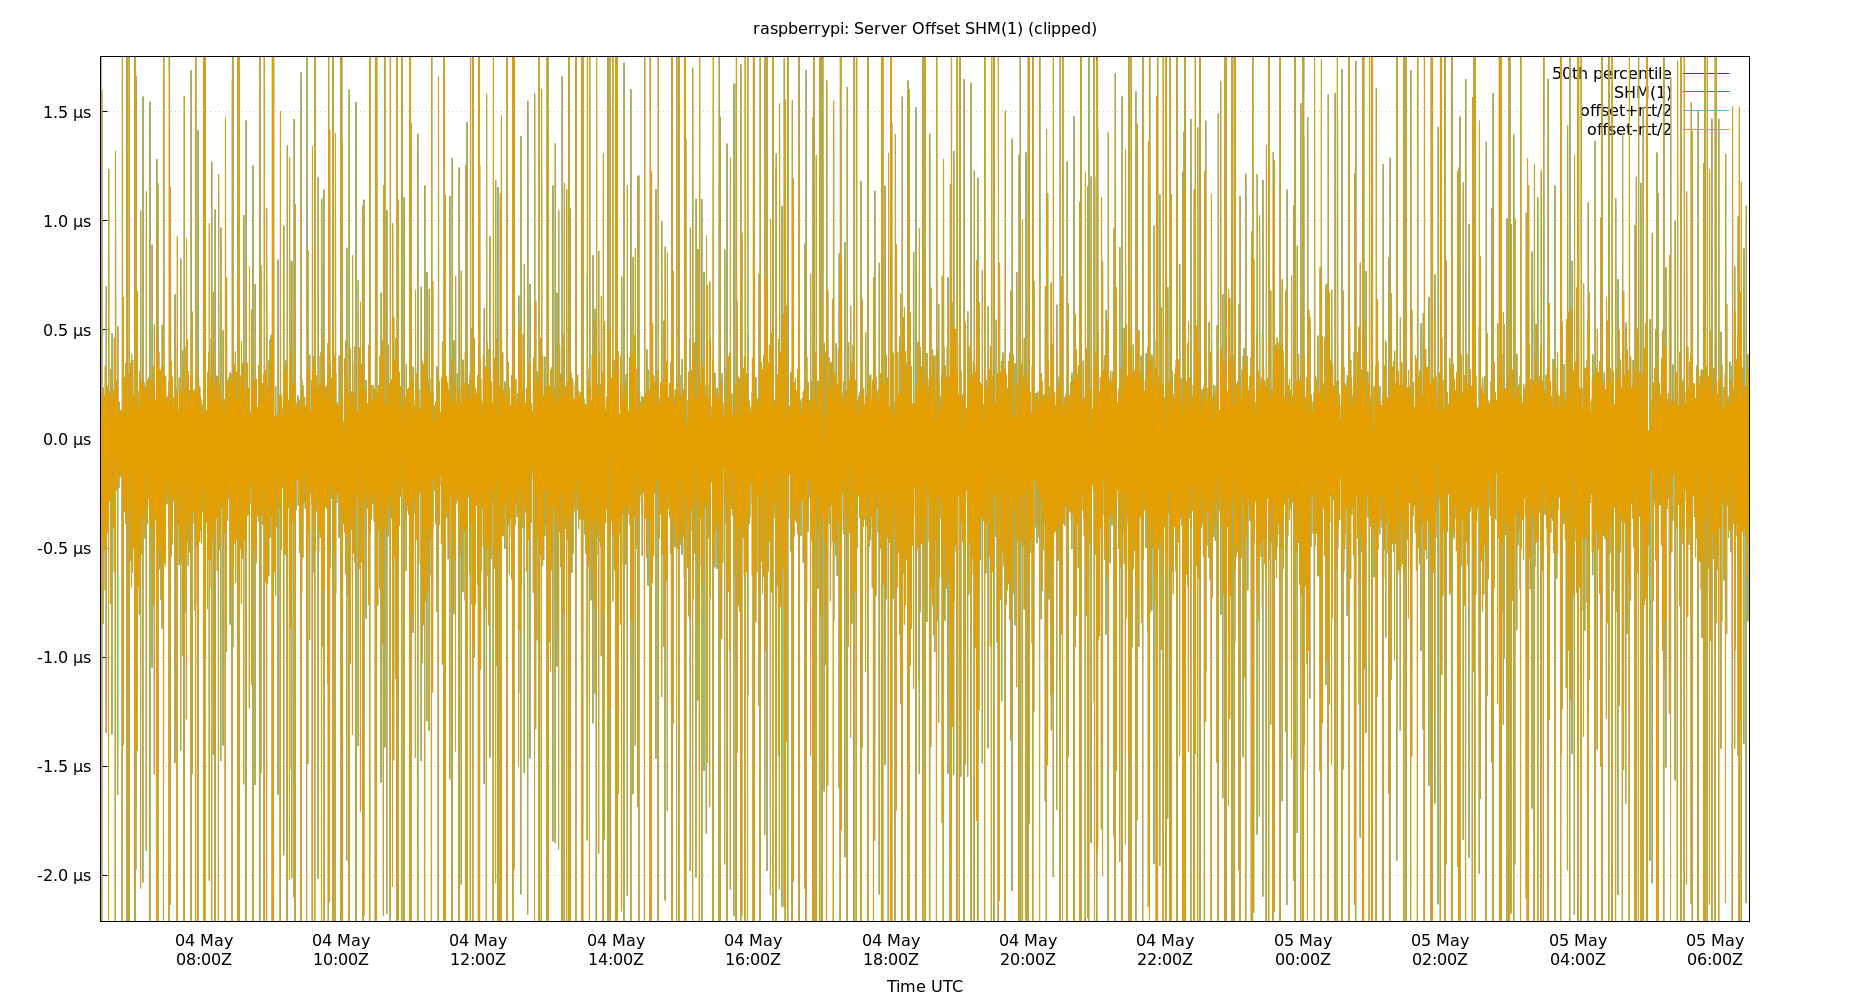 raspberrypi: Server Offset SHM(1) (clipped)
50th percentile
SHM(1)
offset+rtt/2
offset-rtt/2
1.5 µs
1.0 µs
0.5 µs
0.0 µs
-0.5 µs
-1.0 µs
-1.5 µs
-2.0 µs
04 May 04 May 04 May 04 May 04 May 04 May 04 May 04 May 05 May 05 May 05 May 05 May
08:00Z 10:00Z 12:00Z 14:00Z 16:00Z 18:00Z 20:00Z 22:00Z 00:00Z 02:00Z 04:00Z 06:00Z
Time UTC